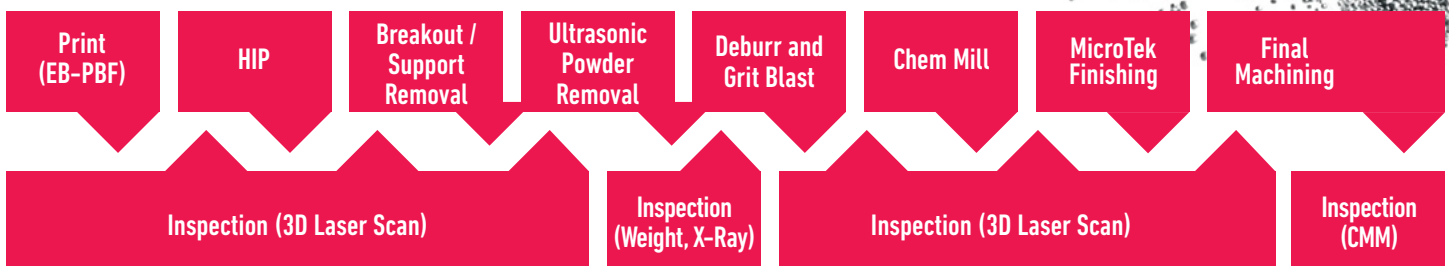 Print
(EB-PBF)
HIP
Breakout /
Support
Removal
Ultrasonic
Powder
Removal
Deburr and
Grit Blast
Chem Mill
MicroTek
Finishing
Final
Machining
Inspection (3D Laser Scan)
Inspection
(Weight, X-Ray)
Inspection (3D Laser Scan)
Inspection
(CMM)